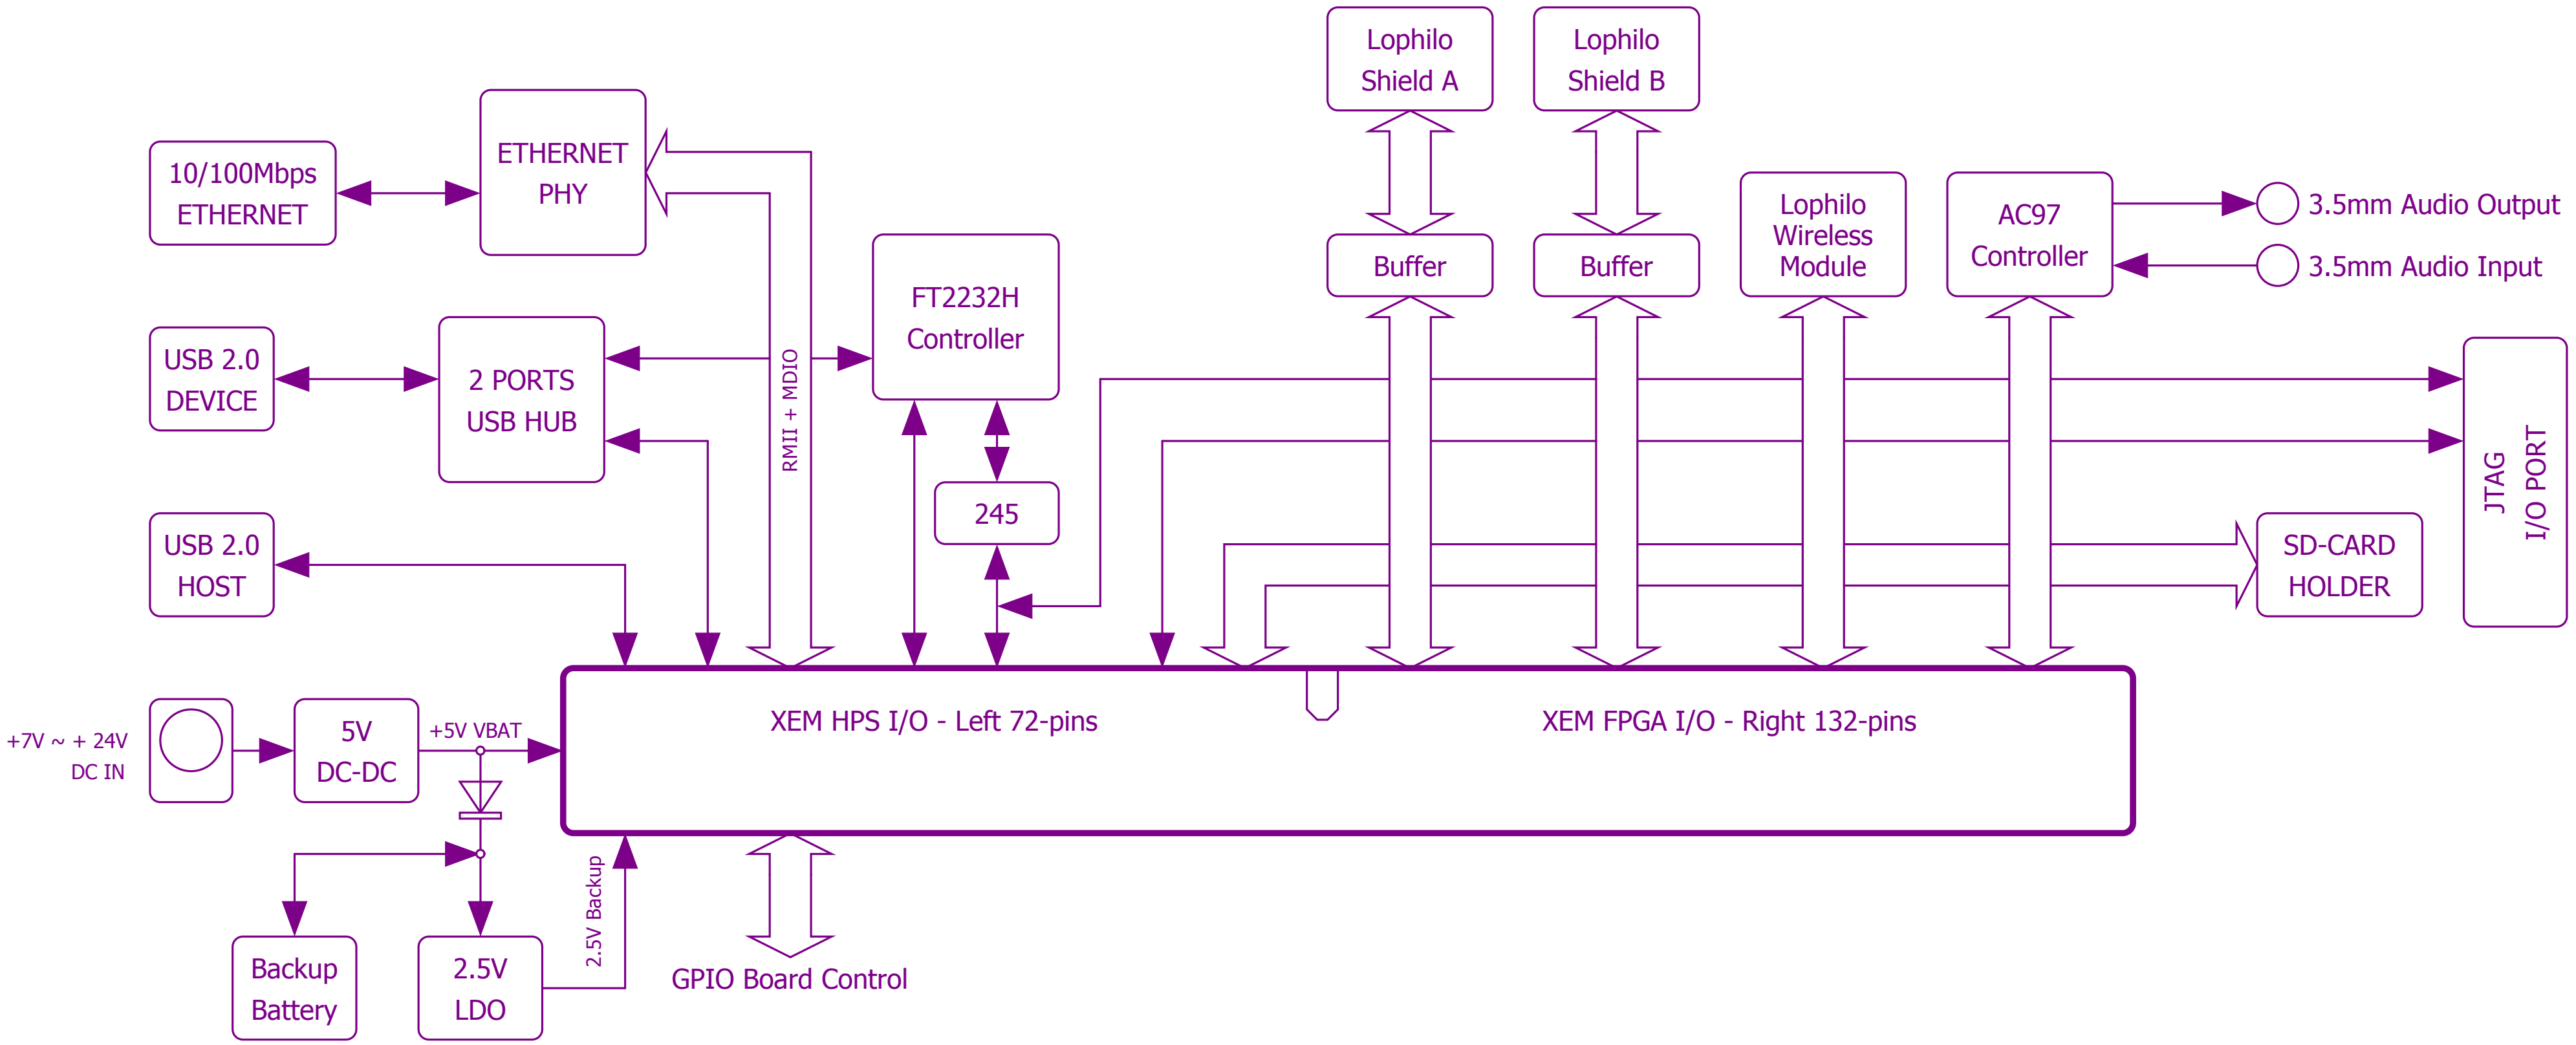 Lophilo
Shield A
Lophilo
Shield B
ETHERNET
PHY
10/100Mbps
ETHERNET
Lophilo
Wireless
Module
AC97
Controller
3.5mm Audio Output
3.5mm Audio Input
Buffer
Buffer
FT2232H
Controller
USB 2.0
DEVICE
2 PORTS
USB HUB
RMII + MDIO
JTAG
I/O PORT
245
USB 2.0
HOST
SD-CARD
HOLDER
XEM HPS I/O - Left 72-pins
XEM FPGA I/O - Right 132-pins
+7V ~ + 24V
DC IN
5V
DC-DC
+5V VBAT
2.5V Backup
Backup
Battery
2.5V
LDO
GPIO Board Control